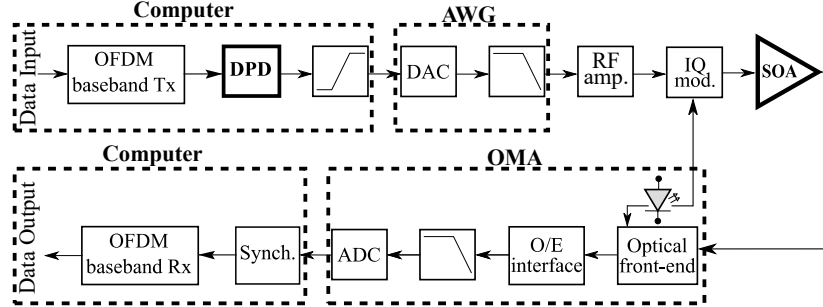 Computer
AWG
Data Input
OFDM
baseband Tx
DPD
DAC
RF
amp.
IQ
mod.
SOA
Computer
OMA
Data Output
OFDM
baseband Rx
Synch.
ADC
O/E
interface
Optical
front-end